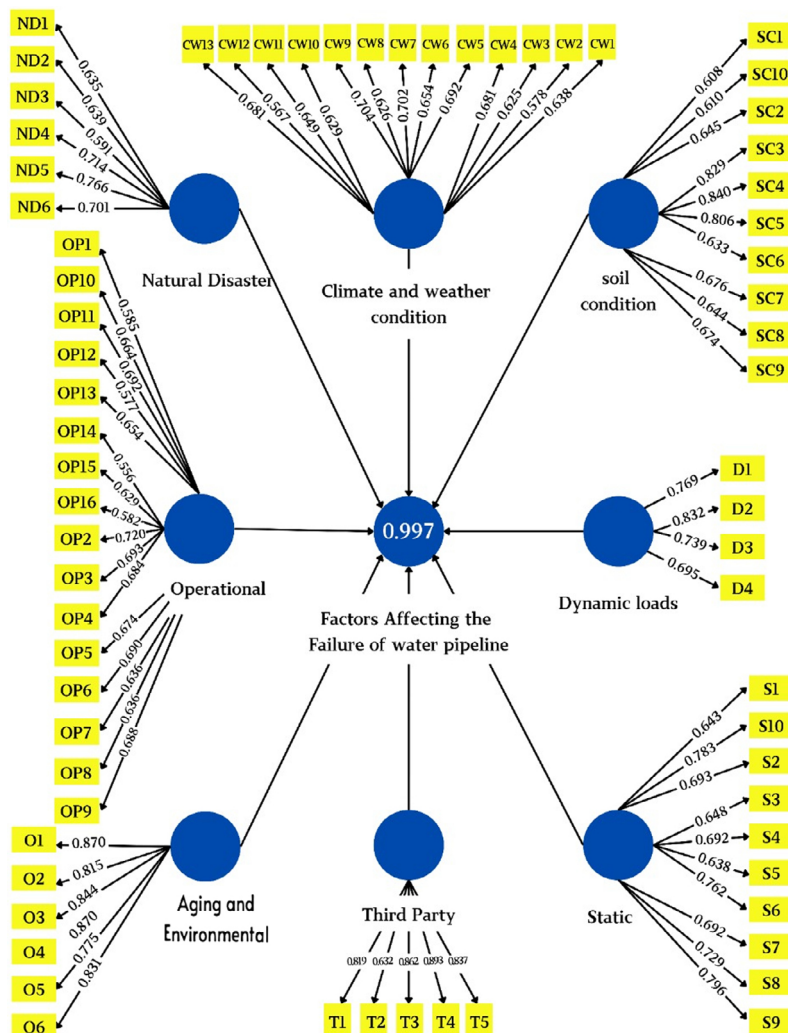 ND1
ND2
ND3
ND4
ND5
ND6
0.635
0.639
0.591
0.714
0.766
0.701
Natural Disaster
CW13 CW12 CW11 CW10 CW9 CW8 CW7 CW6 CW5 CW4 CW3 CW2 CW1
0.681 0.567 0.649 0.629 0.704 0.626 0.702 0.654 0.692 0.681 0.625 0.578 0.638
Climate and weather
condition
SC1
SC10
SC2
SC3
SC4
SC5
SC6
SC7
SC8
SC9
0.608
0.610
0.645
0.829
0.840
0.806
0.633
0.676
0.644
0.674
soil
condition
OP1
OP10
OP11
OP12
OP13
OP14
OP15
OP16
OP2
OP3
OP4
OP5
OP6
OP7
OP8
OP9
0.585
0.664
0.692
0.577
0.654
0.556
0.629
0.582
0.720
0.693
0.684
0.674
0.690
0.636
0.636
0.688
Operational
0.997
Factors Affecting the
Failure of water pipeline
D1
D2
D3
D4
0.769
0.832
0.739
0.695
Dynamic loads
O1
O2
O3
O4
O5
O6
0.870
0.815
0.844
0.870
0.775
0.831
Aging and
Environmental
Third Party
0.819 0.632 0.862 0.893 0.837
T1 T2 T3 T4 T5
S1
S10
S2
S3
S4
S5
S6
S7
S8
S9
0.643
0.783
0.693
0.648
0.692
0.638
0.762
0.692
0.729
0.796
Static